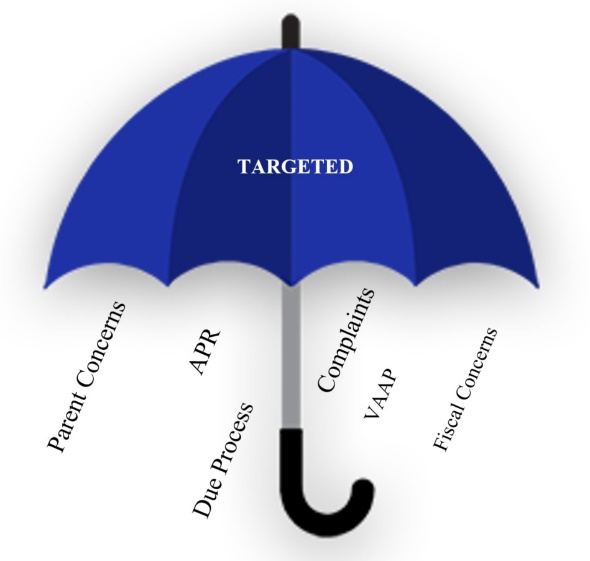 TARGETED
Parent Concerns
APR
Due Process
Complaints
VAAP
Fiscal Concerns